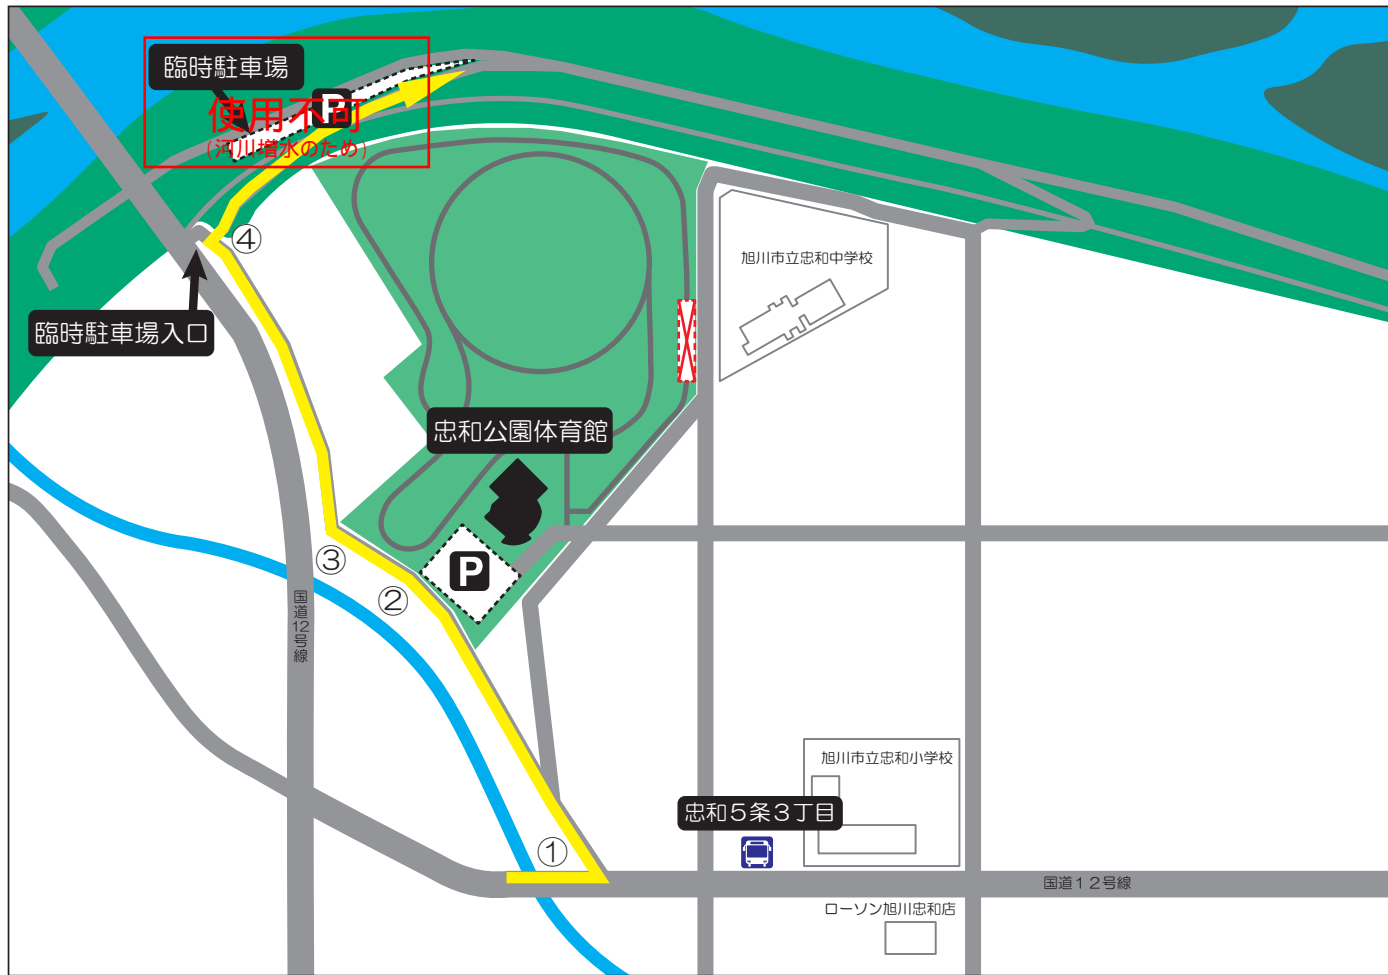 臨時駐車場
P
使用不可
(河川増水のため)
④
臨時駐車場入口
旭川市立忠和中学校
忠和公園体育館
P
③
②
国道12号線
旭川市立忠和小学校
忠和5条3丁目
①
国道12号線
ローソン旭川忠和店